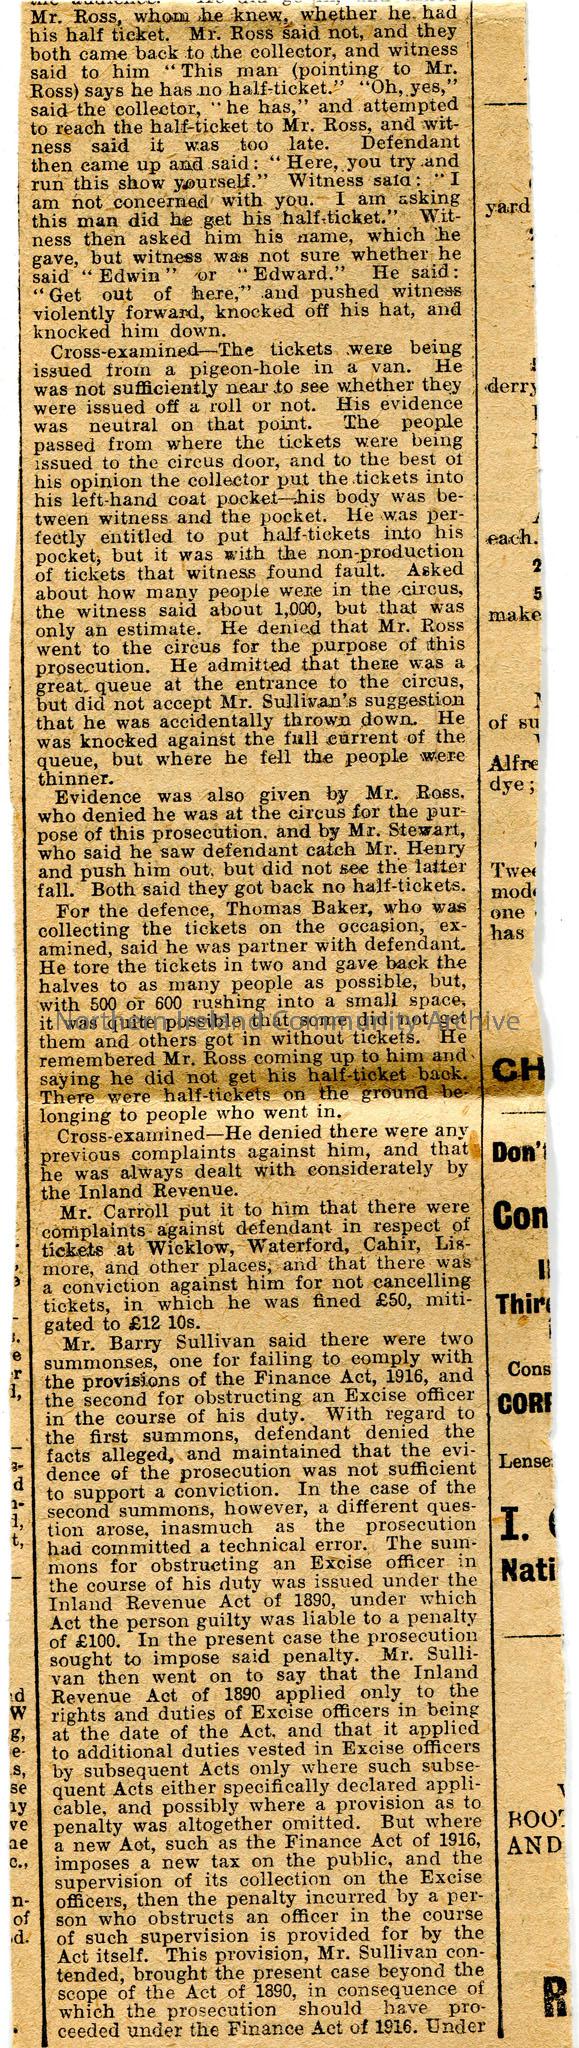 Mr. Ross, whom he knew, whether he had
his half ticket. Mr. Ross said not, and they
both came back to the collector, and witness
said to him "This man (pointing to Mr.
Ross) says he has no half-ticket." "Oh, yes,"
said the collector, "he has," and attempted
to reach the half-ticket to Mr. Ross, and wit-
ness said it was too late. Defendant
then came up and said: "Here, you try and
run this show yourself." Witness said: "I
am not concerned with you. I am asking
this man did he get his half-ticket." Wit-
ness then asked him his name, which he
gave, but witness was not sure whether he
said "Edwin" or "Edward." He said:
"Get out of here," and pushed witness
violently forward, knocked off his hat, and
knocked him down.
Cross-examined—The tickets were being
issued from a pigeon-hole in a van. He
was not sufficiently near to see whether they
were issued off a roll or not. His evidence
was neutral on that point. The people
passed from where the tickets were being
issued to the circus door, and to the best of
his opinion the collector put the tickets into
his left-hand coat pocket—his body was be-
tween witness and the pocket. He was per-
fectly entitled to put half-tickets into his
pocket, but it was with the non-production
of tickets that witness found fault. Asked
about how many people were in the circus,
the witness said about 1,000, but that was
only an estimate. He denied that Mr. Ross
went to the circus for the purpose of this
prosecution. He admitted that there was a
great queue at the entrance to the circus,
but did not accept Mr. Sullivan's suggestion
that he was accidentally thrown down. He
was knocked against the full current of the
queue, but where he fell the people were
thinner.
Evidence was also given by Mr. Ross,
who denied he was at the circus for the pur-
pose of this prosecution, and by Mr. Stewart,
who said he saw defendant catch Mr. Henry
and push him out, but did not see the latter
fall. Both said they got back no half-tickets.
For the defence, Thomas Baker, who was
collecting the tickets on the occasion, ex-
amined, said he was partner with defendant.
He tore the tickets in two and gave back the
halves to as many people as possible, but,
with 500 or 600 rushing into a small space,
it was quite possible that some did not get
them and others got in without tickets. He
remembered Mr. Ross coming up to him and
saying he did not get his half-ticket back.
There were half-tickets on the ground be-
longing to people who went in.
Cross-examined—He denied there were any
previous complaints against him, and that
he was always dealt with considerately by
the Inland Revenue.
Mr. Carroll put it to him that there were
complaints against defendant in respect of
tickets at Wicklow, Waterford, Cahir, Lis-
more, and other places, and that there was
a conviction against him for not cancelling
tickets, in which he was fined £50, miti-
gated to £12 10s.
Mr. Barry Sullivan said there were two
summonses, one for failing to comply with
the provisions of the Finance Act, 1916, and
the second for obstructing an Excise officer
in the course of his duty. With regard to
the first summons, defendant denied the
facts alleged, and maintained that the evi-
dence of the prosecution was not sufficient
to support a conviction. In the case of the
second summons, however, a different ques-
tion arose, inasmuch as the prosecution
had committed a technical error. The sum-
mons for obstructing an Excise officer in
the course of his duty was issued under the
Inland Revenue Act of 1890, under which
Act the person guilty was liable to a penalty
of £100. In the present case the prosecution
sought to impose said penalty. Mr. Sulli-
van then went on to say that the Inland
Revenue Act of 1890 applied only to the
rights and duties of Excise officers in being
at the date of the Act, and that it applied
to additional duties vested in Excise officers
by subsequent Acts only where such subse-
quent Acts either specifically declared appli-
cable, and possibly where a provision as to
penalty was altogether omitted. But where
a new Act, such as the Finance Act of 1916,
imposes a new tax on the public, and the
supervision of its collection on the Excise
officers, then the penalty incurred by a per-
son who obstructs an officer in the course
of such supervision is provided for by the
Act itself. This provision, Mr. Sullivan con-
tended, brought the present case beyond the
scope of the Act of 1890, in consequence of
which the prosecution should have pro-
ceeded under the Finance Act of 1916. Under
Northern Ireland Community Archive
yard
derry
each.
2
5
make
of su
Alfre
dye;
Twee
mode
one
has
CH
Don't
Con
Thir
Cons
CORF
Lense
I.
Nati
BOOT
AND
R